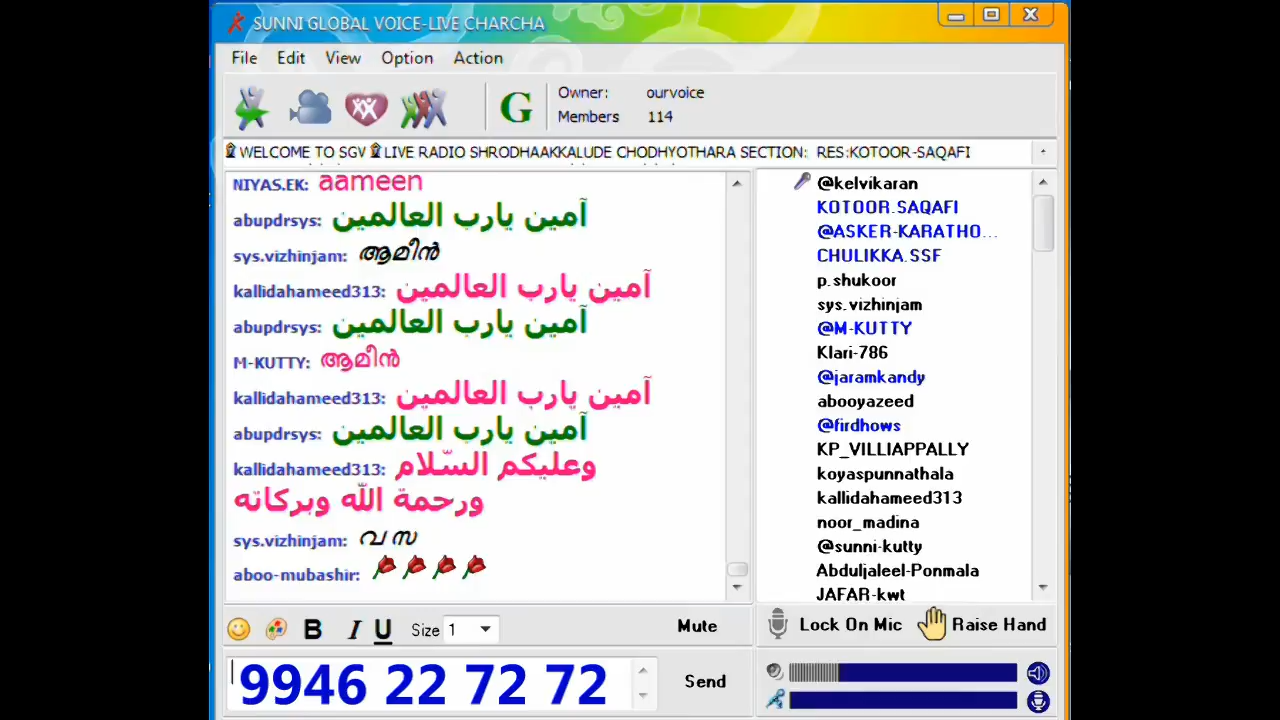 SUNNI GLOBAL VOICE-LIVE CHARCHA
File Edit View Option Action
G
Owner: ourvoice
Members 114
WELCOME TO SGV LIVE RADIO SHRODHAAKKALUDE CHODHYOTHARA SECTION: RES:KOTOOR-SAQAFI
NIYAS.EK: aameen
abupdrsys: آمين يارب العالمين
sys.vizhinjam: ആമീൻ
kallidahameed313: آمين يارب العالمين
abupdrsys: آمين يارب العالمين
M-KUTTY: ആമീൻ
kallidahameed313: آمين يارب العالمين
abupdrsys: آمين يارب العالمين
kallidahameed313: وعليكم السّلام
ورحمة الله وبركاته
sys.vizhinjam: വ സ
aboo-mubashir:
@kelvikaran
KOTOOR.SAQAFI
@ASKER-KARATHO...
CHULIKKA.SSF
p.shukoor
sys.vizhinjam
@M-KUTTY
Klari-786
@jaramkandy
abooyazeed
@firdhows
KP_VILLIAPPALLY
koyaspunnathala
kallidahameed313
noor_madina
@sunni-kutty
Abduljaleel-Ponmala
JAFAR-kwt
B I U Size 1 Mute
Lock On Mic Raise Hand
9946 22 72 72 Send